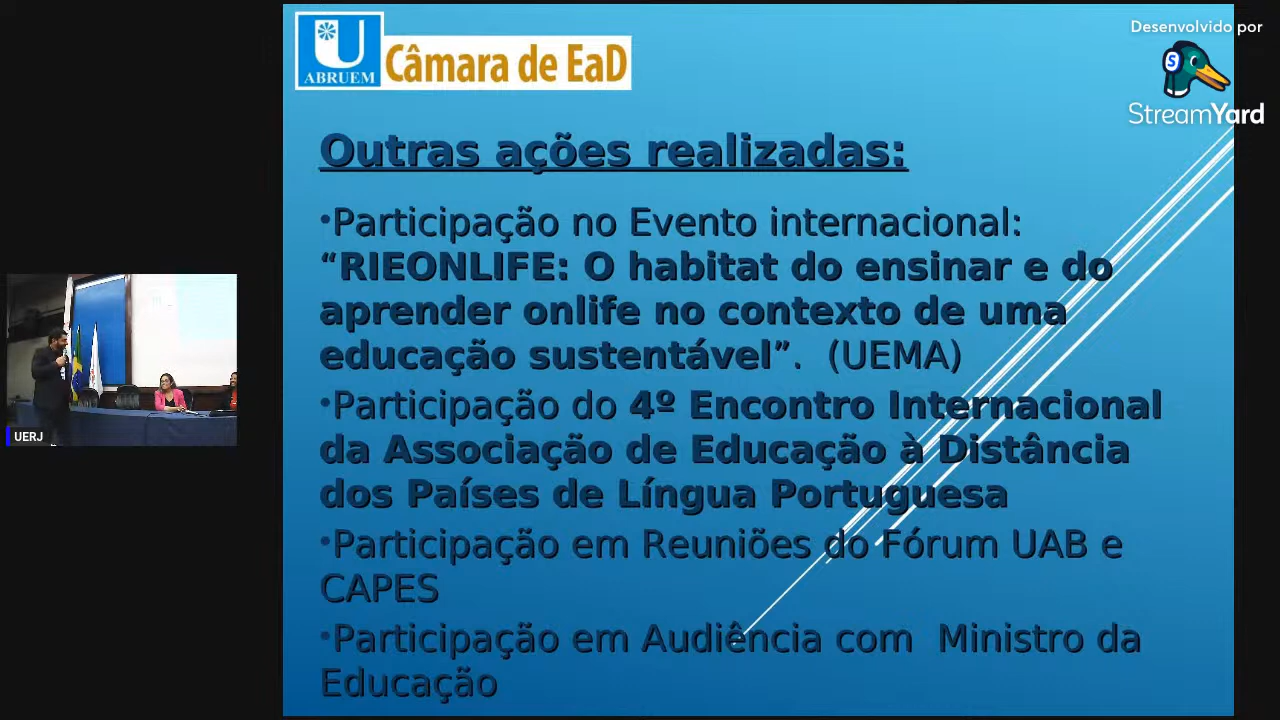 ABRUEM
Câmara de EaD
Desenvolvido por
StreamYard
Outras ações realizadas:
•Participação no Evento internacional:
“RIEONLIFE: O habitat do ensinar e do
aprender onlife no contexto de uma
educação sustentável”. (UEMA)
•Participação do 4º Encontro Internacional
da Associação de Educação à Distância
dos Países de Língua Portuguesa
•Participação em Reuniões do Fórum UAB e
CAPES
•Participação em Audiência com Ministro da
Educação
UERJ